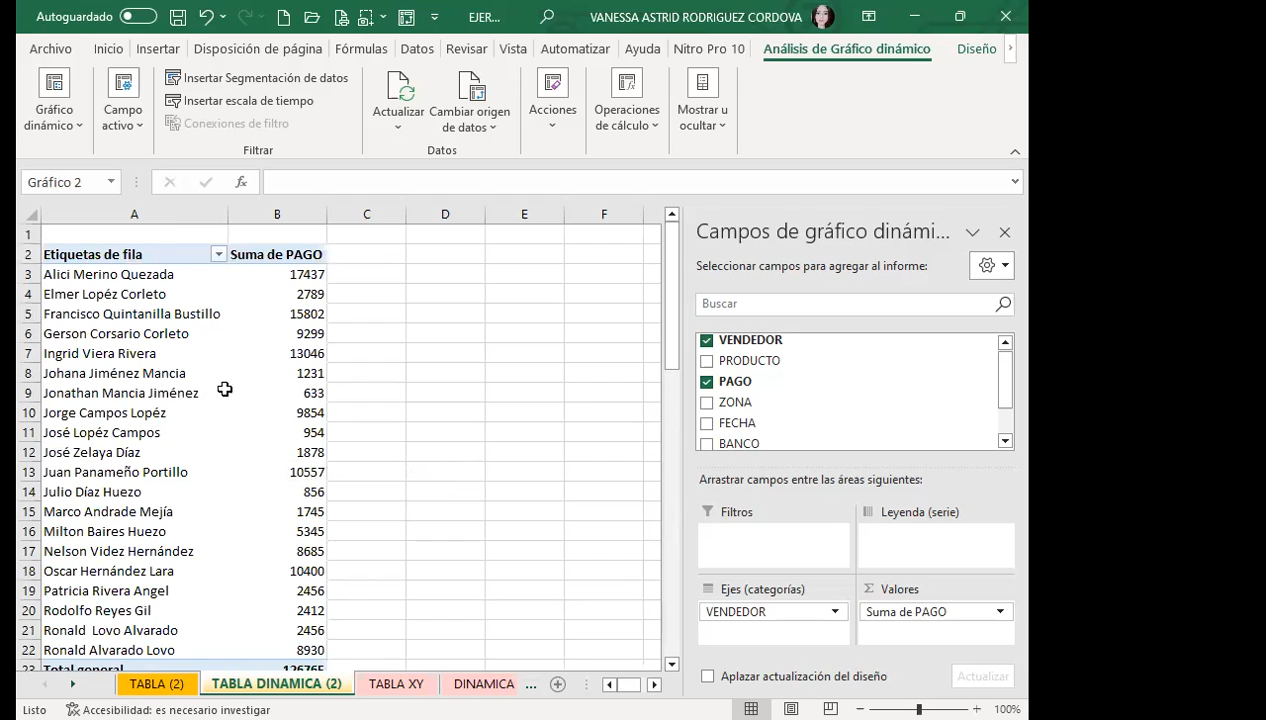 Autoguardado
EJER...
VANESSA ASTRID RODRIGUEZ CORDOVA
Archivo Inicio Insertar Disposición de página Fórmulas Datos Revisar Vista Automatizar Ayuda Nitro Pro 10 Análisis de Gráfico dinámico Diseño
Gráfico dinámico
Campo activo
Insertar Segmentación de datos
Insertar escala de tiempo
Conexiones de filtro
Filtrar
Actualizar
Cambiar origen de datos
Datos
Acciones
Operaciones de cálculo
Mostrar u ocultar
Gráfico 2
fx
A B C D E F
1
2 Etiquetas de fila Suma de PAGO
3 Alici Merino Quezada 17437
4 Elmer Lopéz Corleto 2789
5 Francisco Quintanilla Bustillo 15802
6 Gerson Corsario Corleto 9299
7 Ingrid Viera Rivera 13046
8 Johana Jiménez Mancia 1231
9 Jonathan Mancia Jiménez 633
10 Jorge Campos Lopéz 9854
11 José Lopéz Campos 954
12 José Zelaya Díaz 1878
13 Juan Panameño Portillo 10557
14 Julio Díaz Huezo 856
15 Marco Andrade Mejía 1745
16 Milton Baires Huezo 5345
17 Nelson Videz Hernández 8685
18 Oscar Hernández Lara 10400
19 Patricia Rivera Angel 2456
20 Rodolfo Reyes Gil 2412
21 Ronald  Lovo Alvarado 2456
22 Ronald Alvarado Lovo 8930
23 Total general 126765
Campos de gráfico dinámi...
Seleccionar campos para agregar al informe:
Buscar
VENDEDOR
PRODUCTO
PAGO
ZONA
FECHA
BANCO
Arrastrar campos entre las áreas siguientes:
Filtros
Leyenda (serie)
Ejes (categorías)
Σ Valores
VENDEDOR
Suma de PAGO
Aplazar actualización del diseño
Actualizar
TABLA (2) TABLA DINAMICA (2) TABLA XY DINAMICA ...
Listo
Accesibilidad: es necesario investigar
100%